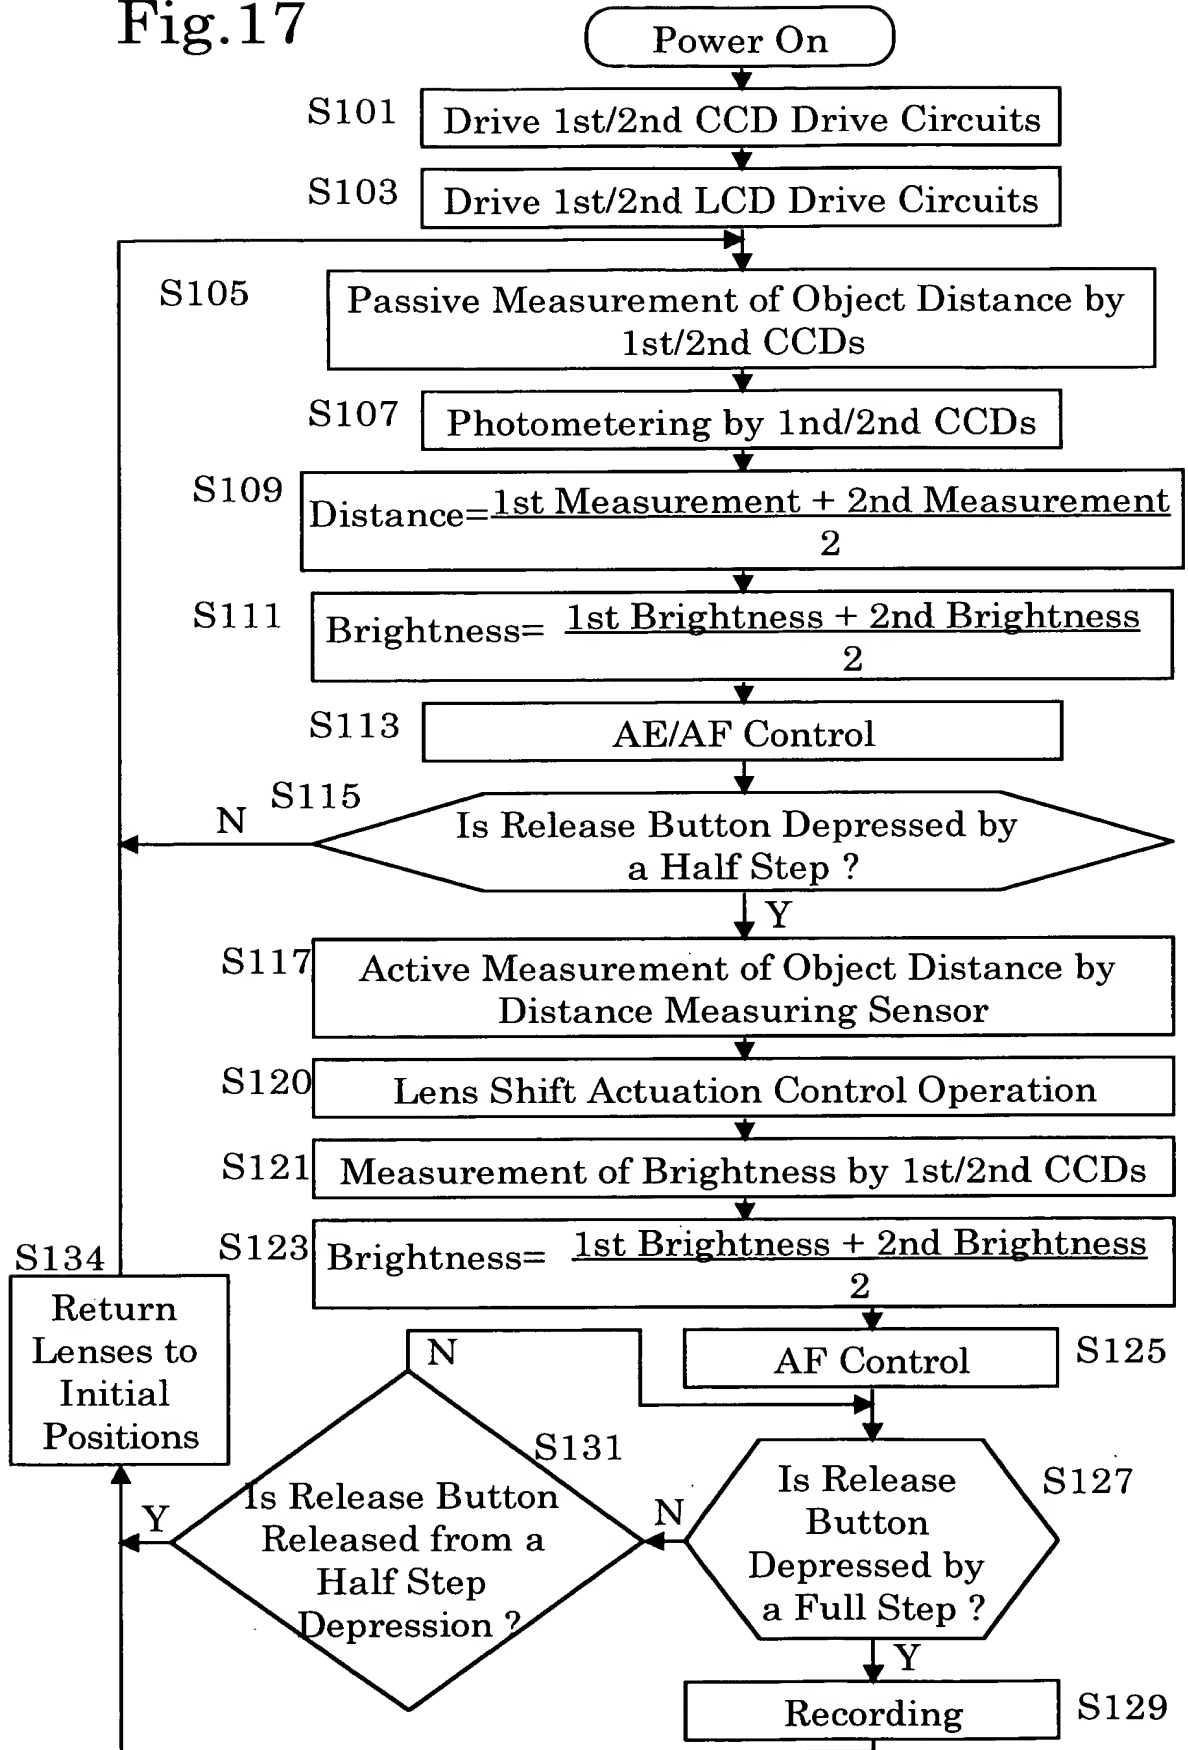 Fig.17
Power On
S101
Drive 1st/2nd CCD Drive Circuits
S103
Drive 1st/2nd LCD Drive Circuits
S105
Passive Measurement of Object Distance by
1st/2nd CCDs
S107
Photometering by 1nd/2nd CCDs
S109
Distance=1st Measurement + 2nd Measurement
2
S111
Brightness= 1st Brightness + 2nd Brightness
2
S113
AE/AF Control
S115
N
Is Release Button Depressed by
a Half Step ?
Y
S117
Active Measurement of Object Distance by
Distance Measuring Sensor
S120
Lens Shift Actuation Control Operation
S121
Measurement of Brightness by 1st/2nd CCDs
S123
Brightness= 1st Brightness + 2nd Brightness
2
S134
Return
Lenses to
Initial
Positions
N
AF Control
S125
S131
Is Release Button
Released from a
Half Step
Depression ?
Y
N
S127
Is Release
Button
Depressed by
a Full Step ?
Y
Recording
S129